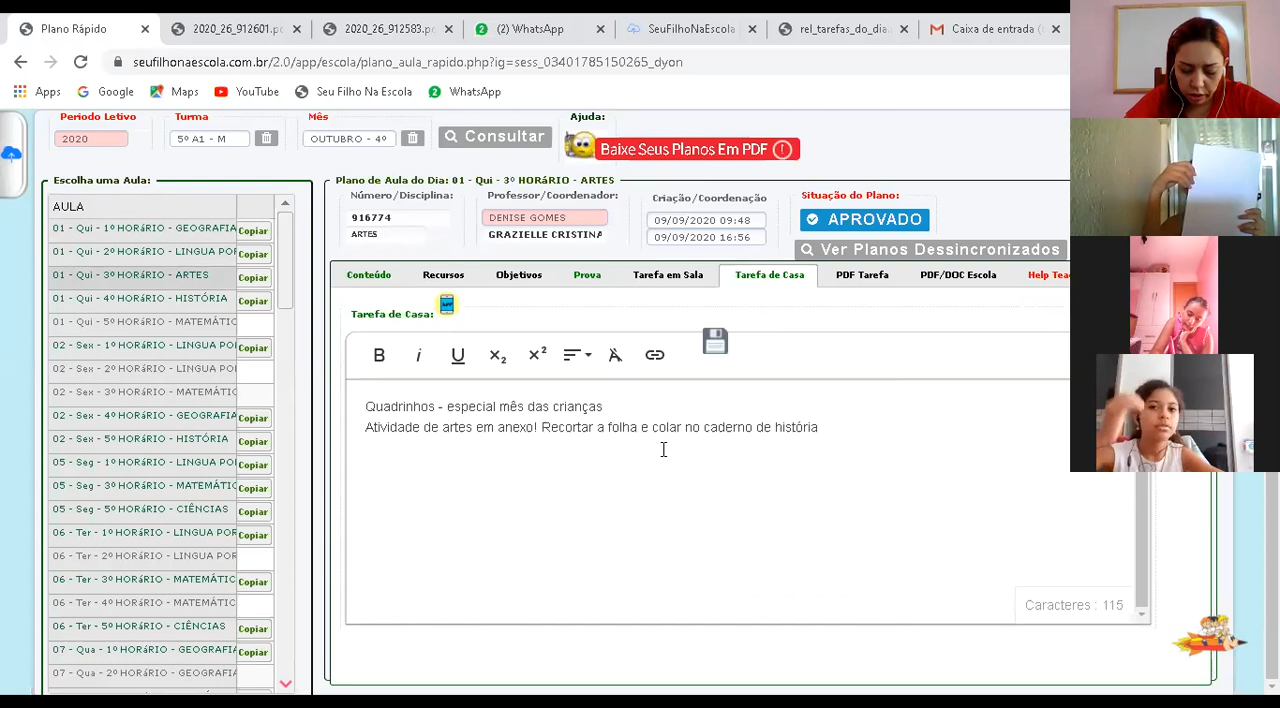 Plano Rápido
2020_26_912601.pd
2020_26_912583.pd
(2) WhatsApp
SeuFilhoNaEscola
rel_tarefas_do_dia
Caixa de entrada (
seufilhonaescola.com.br/2.0/app/escola/plano_aula_rapido.php?ig=sess_03401785150265_dyon
Apps
Google
Maps
YouTube
Seu Filho Na Escola
WhatsApp
Período Letivo
Turma
Mês
Ajuda:
2020
5º A1 - M
OUTUBRO - 4º
Consultar
Baixe Seus Planos Em PDF
Escolha uma Aula:
AULA
01 - Qui - 1º HORáRIO - GEOGRAFIA Copiar
01 - Qui - 2º HORáRIO - LINGUA POR Copiar
01 - Qui - 3º HORáRIO - ARTES Copiar
01 - Qui - 4º HORáRIO - HISTÓRIA Copiar
01 - Qui - 5º HORáRIO - MATEMÁTIC
02 - Sex - 1º HORáRIO - LINGUA POR Copiar
02 - Sex - 2º HORáRIO - LINGUA POR
02 - Sex - 3º HORáRIO - MATEMÁTIC
02 - Sex - 4º HORáRIO - GEOGRAFIA Copiar
02 - Sex - 5º HORáRIO - HISTÓRIA Copiar
05 - Seg - 1º HORáRIO - LINGUA POR Copiar
05 - Seg - 3º HORáRIO - MATEMÁTIC Copiar
05 - Seg - 5º HORáRIO - CIÊNCIAS Copiar
06 - Ter - 1º HORáRIO - LINGUA POR Copiar
06 - Ter - 2º HORáRIO - LINGUA POR
06 - Ter - 3º HORáRIO - MATEMÁTIC Copiar
06 - Ter - 4º HORáRIO - MATEMÁTIC
06 - Ter - 5º HORáRIO - CIÊNCIAS Copiar
07 - Qua - 1º HORáRIO - GEOGRAFIA Copiar
07 - Qua - 2º HORáRIO - GEOGRAFIA
Plano de Aula do Dia: 01 - Qui - 3º HORáRIO - ARTES
Número/Disciplina:
Professor/Coordenador:
Criação/Coordenação
Situação do Plano:
916774
DENISE GOMES
09/09/2020 09:48
APROVADO
ARTES
GRAZIELLE CRISTINA
09/09/2020 16:56
Ver Planos Dessincronizados
Conteúdo
Recursos
Objetivos
Prova
Tarefa em Sala
Tarefa de Casa
PDF Tarefa
PDF/DOC Escola
Help Tea
Tarefa de Casa:
B i U X₂ X²
Quadrinhos - especial mês das crianças
Atividade de artes em anexo! Recortar a folha e colar no caderno de história
Caracteres : 115